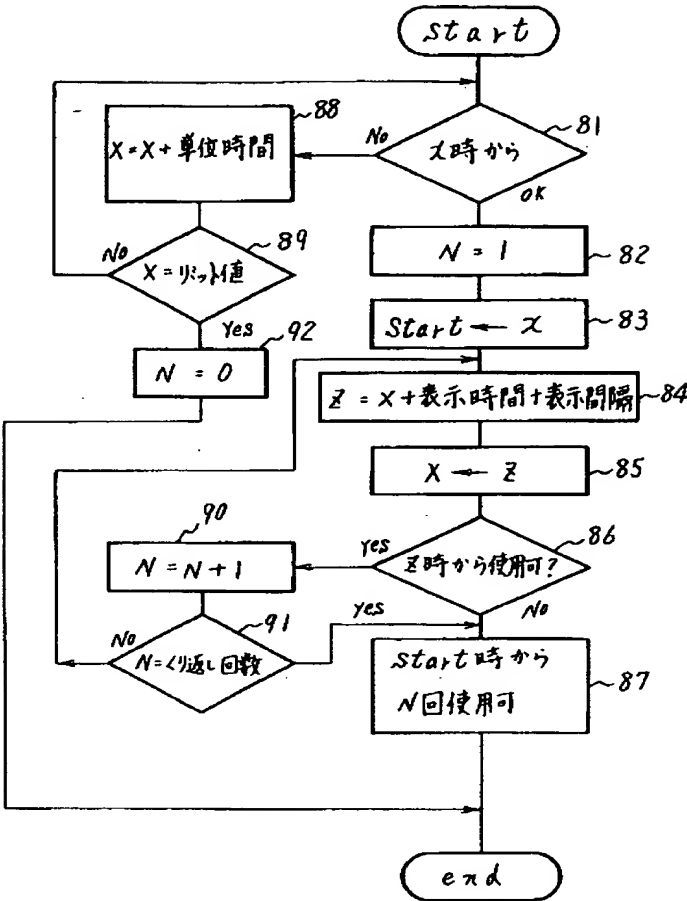 start
88
X=X+単位時間
No
x時から
81
OK
No
X=リミット値
89
N = 1
82
Yes
92
Start ← x
83
N = 0
Z = X+表示時間+表示間隔
84
X ← Z
85
90
N = N+1
yes
Z時から使用可?
86
No
No
N=くり返し回数
91
yes
start時から
N回使用可
87
end